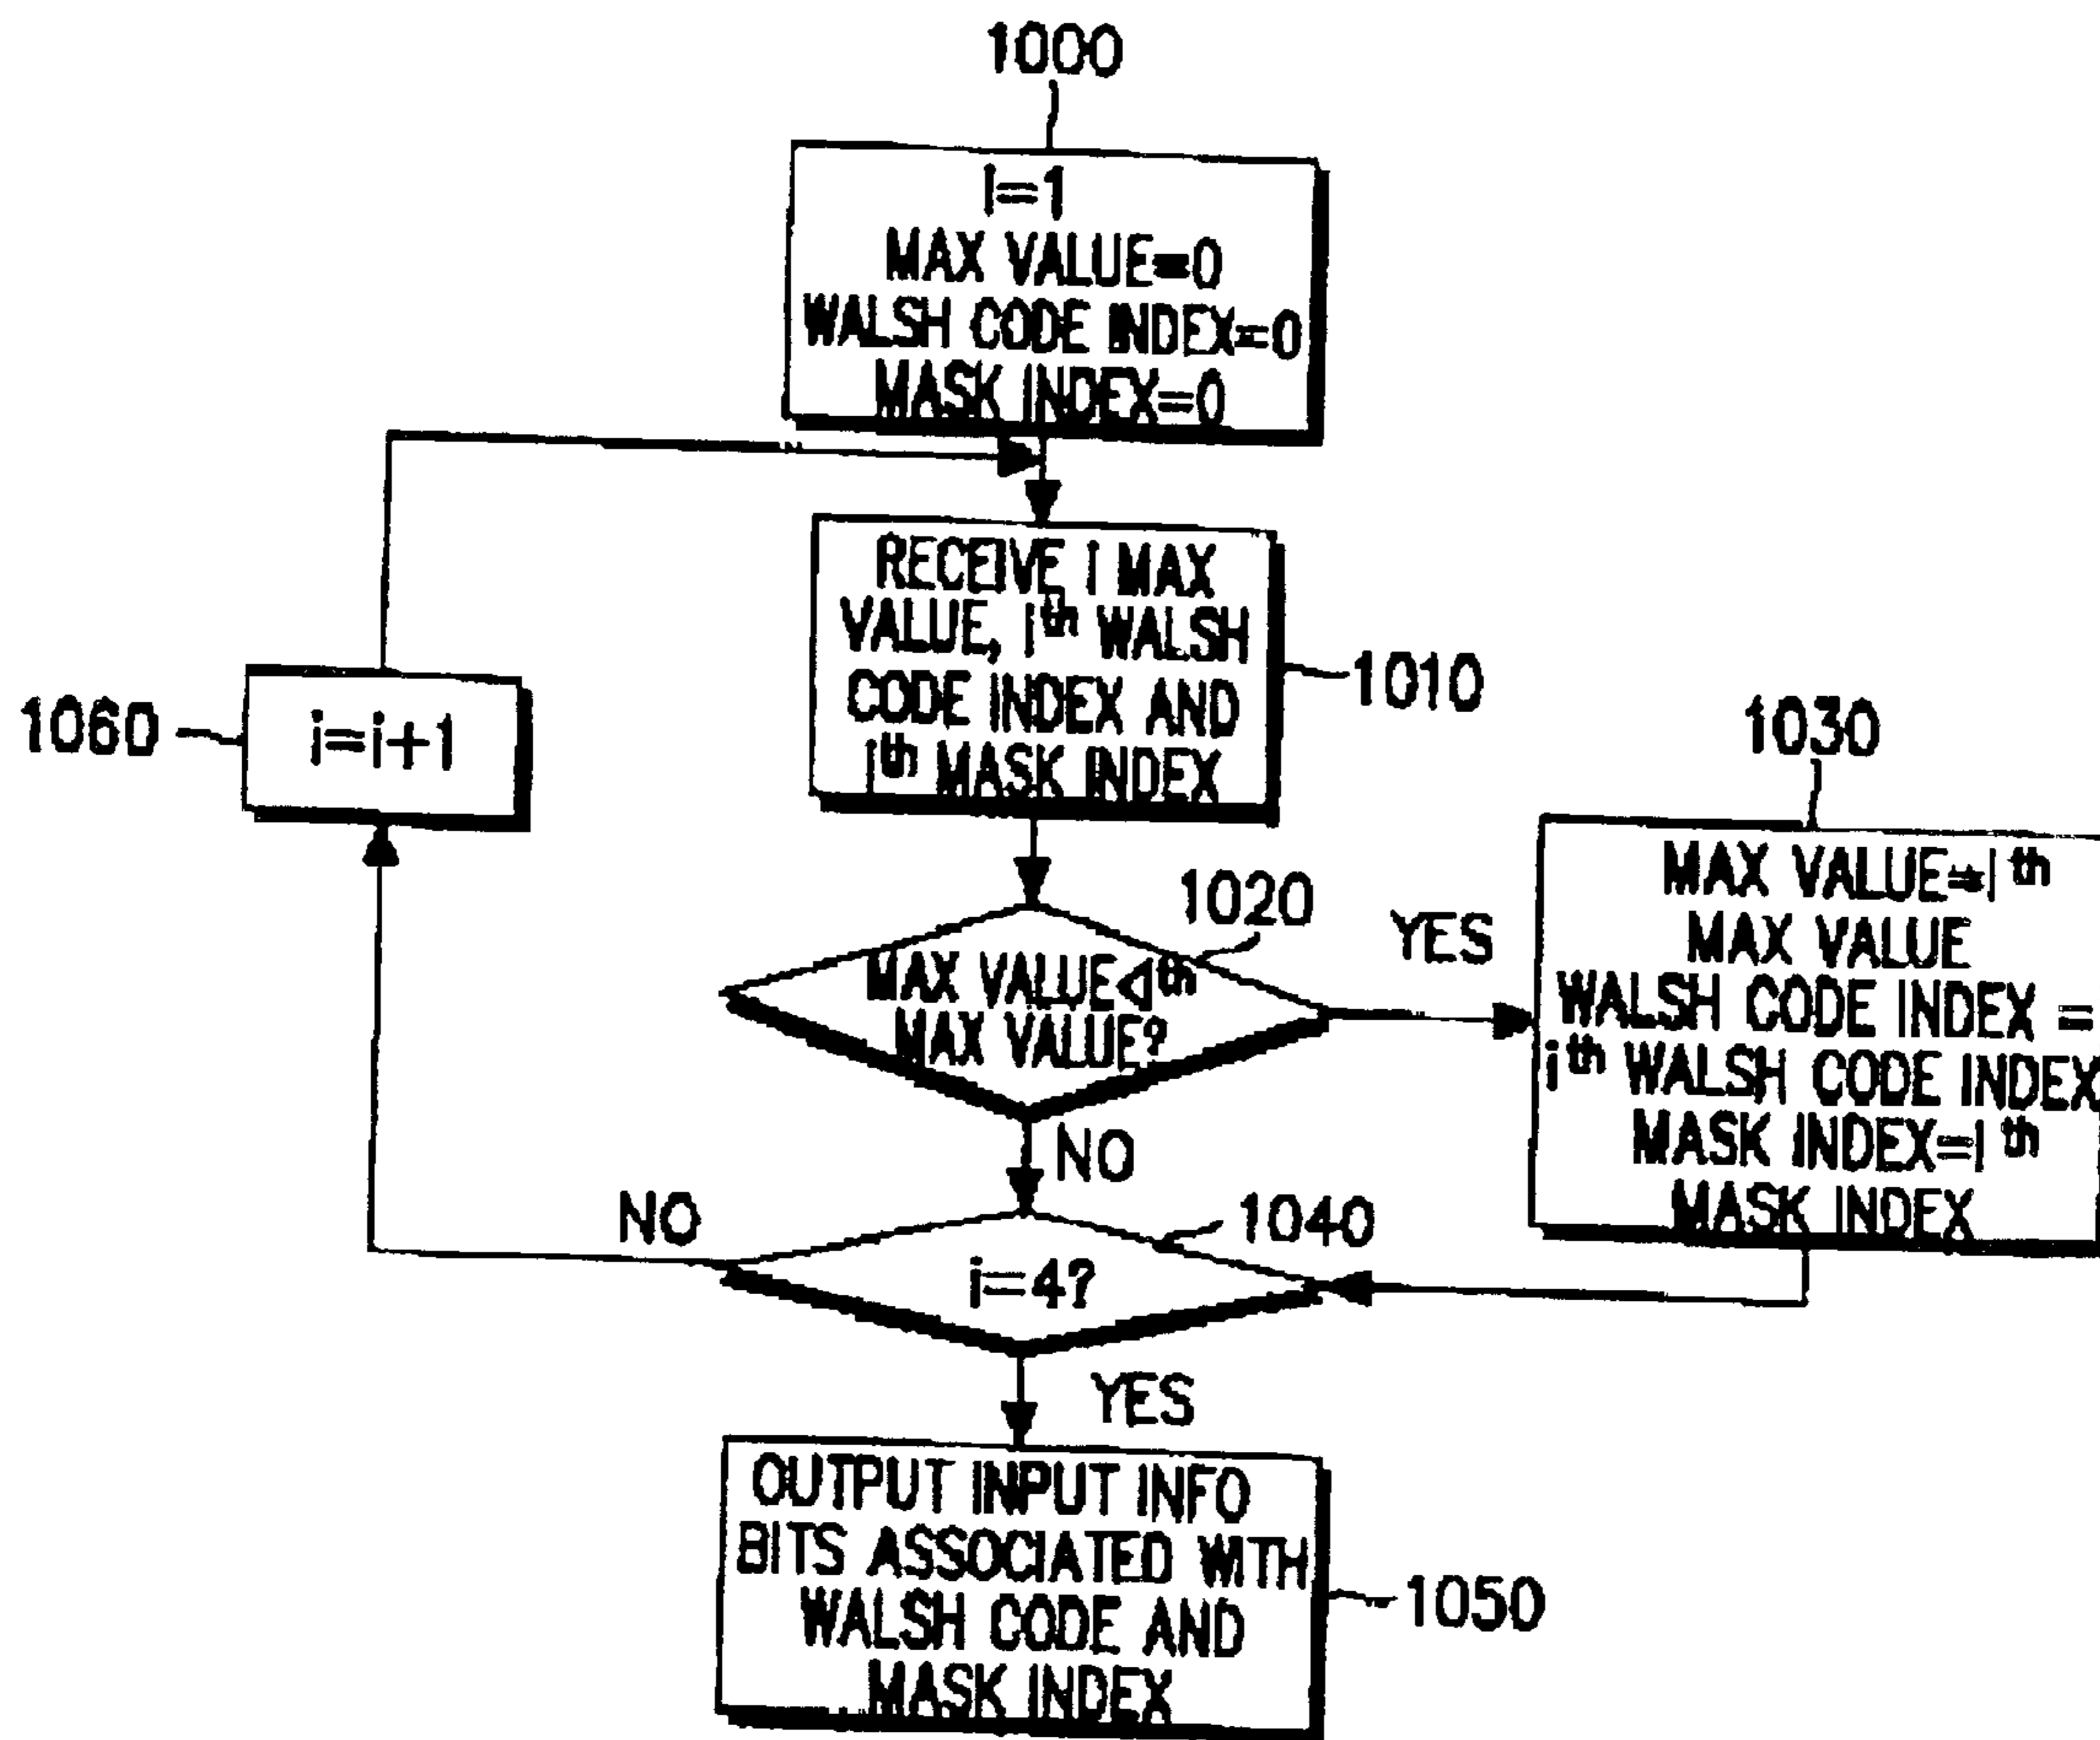 1000
i=1
MAX VALUE=0
WALSH CODE INDEX=0
MASK INDEX=0
RECEIVE i MAX
VALUE, ith WALSH
CODE INDEX AND
ith MASK INDEX
1010
1060
i=i+1
1030
MAX VALUE=ith
MAX VALUE
WALSH CODE INDEX =
ith WALSH CODE INDEX
MASK INDEX=ith
MASK INDEX
1020
MAX VALUE<ith
MAX VALUE?
YES
NO
NO
1040
i=4?
YES
OUTPUT INPUT INFO
BITS ASSOCIATED WITH
WALSH CODE AND
MASK INDEX
1050